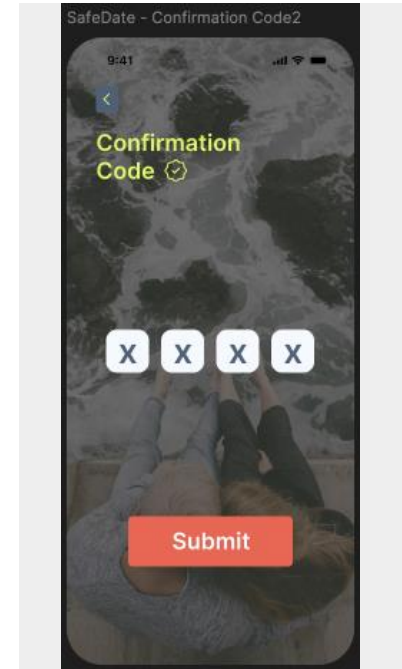 SafeDate - Confirmation Code2
9:41
Confirmation
Code
X X X X
Submit